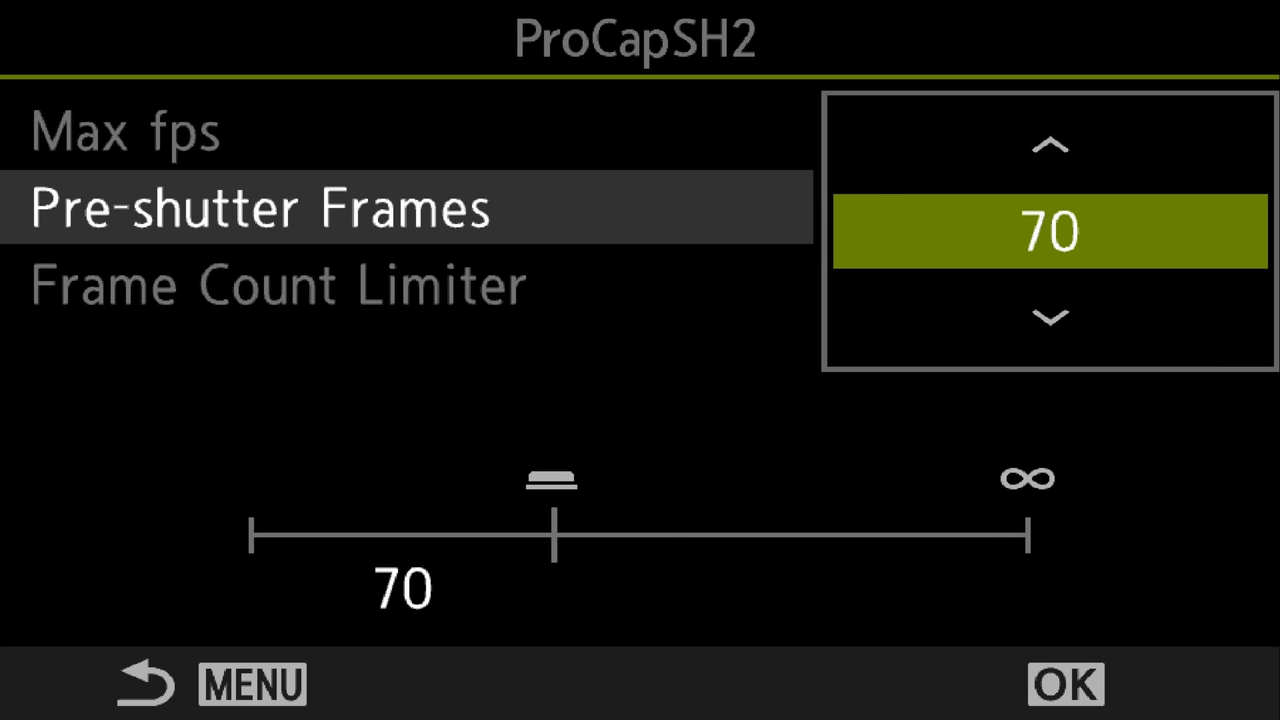 ProCapSH2
Max fps
Pre-shutter Frames
Frame Count Limiter
70
∞
70
MENU
OK